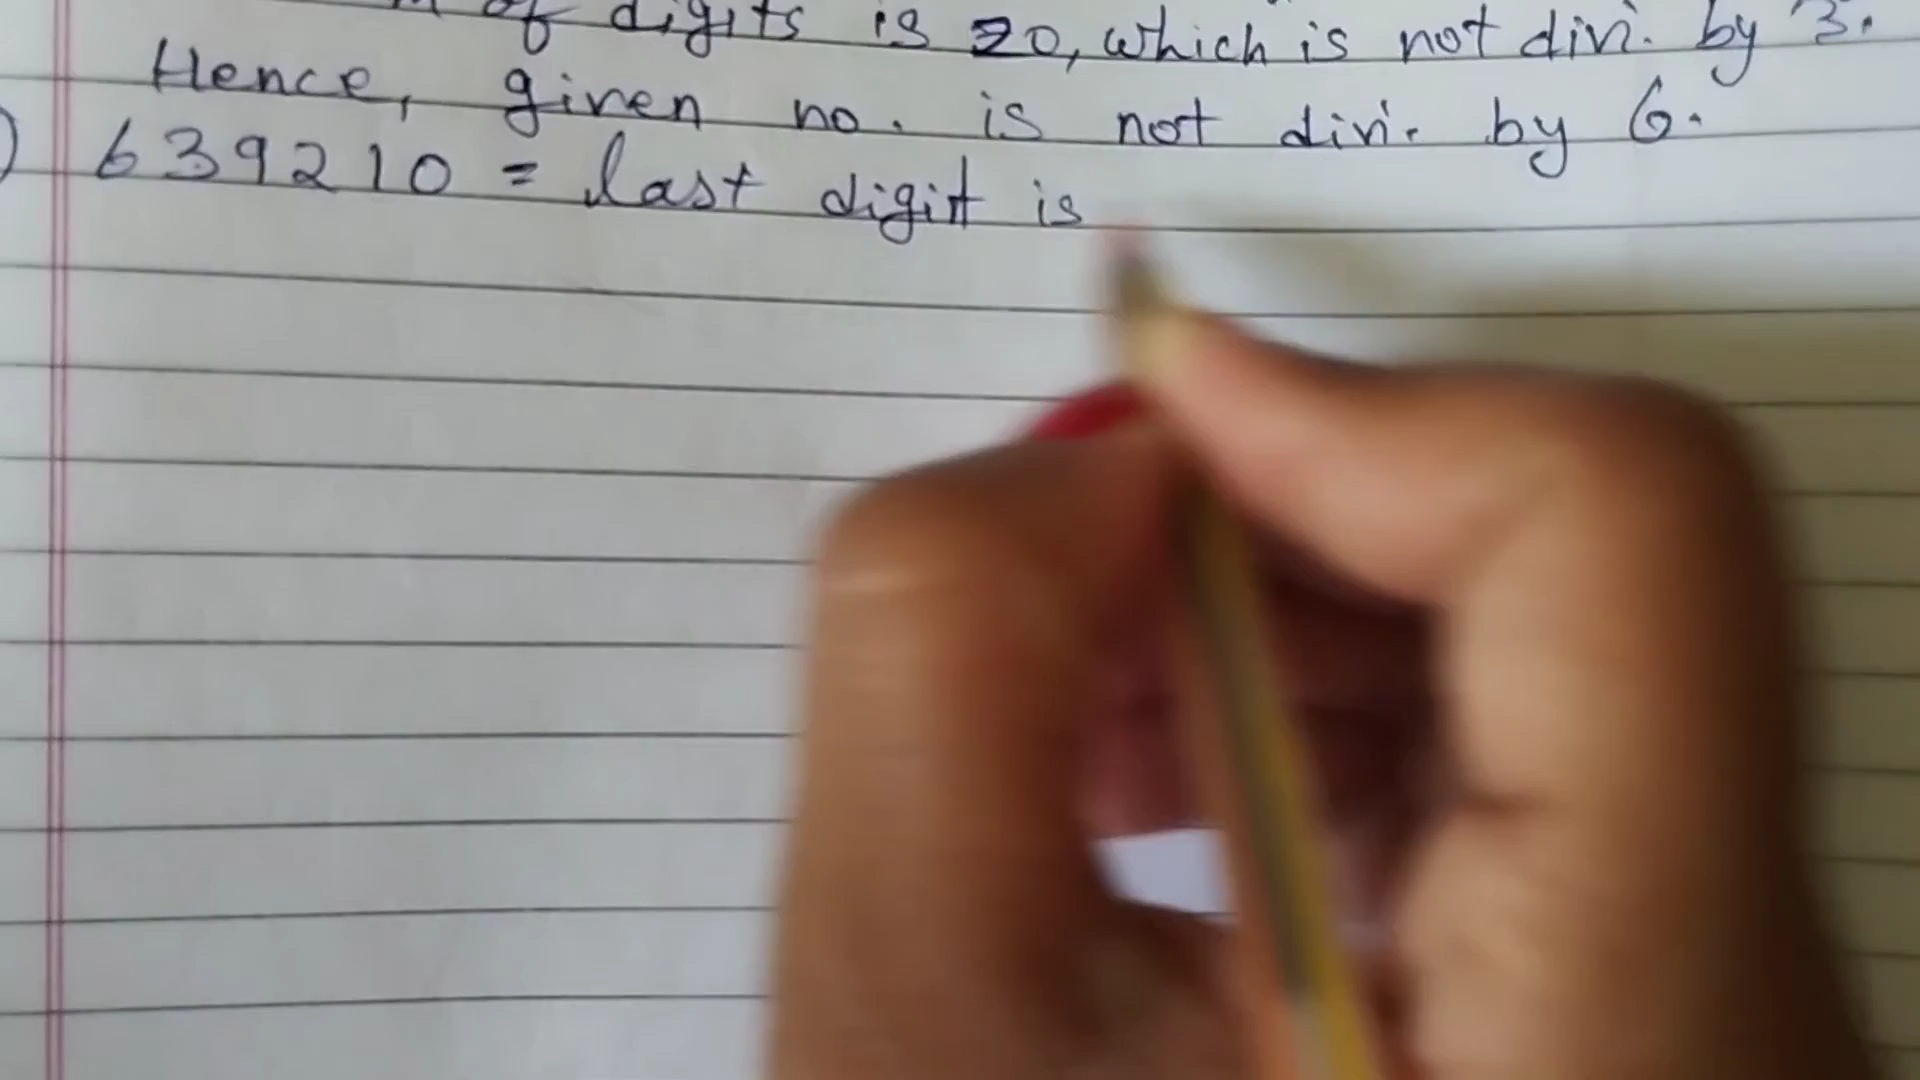 of digits is 20, which is not divi. by 3.
Hence, given no. is not divi. by 6.
) 639210 = last digit is